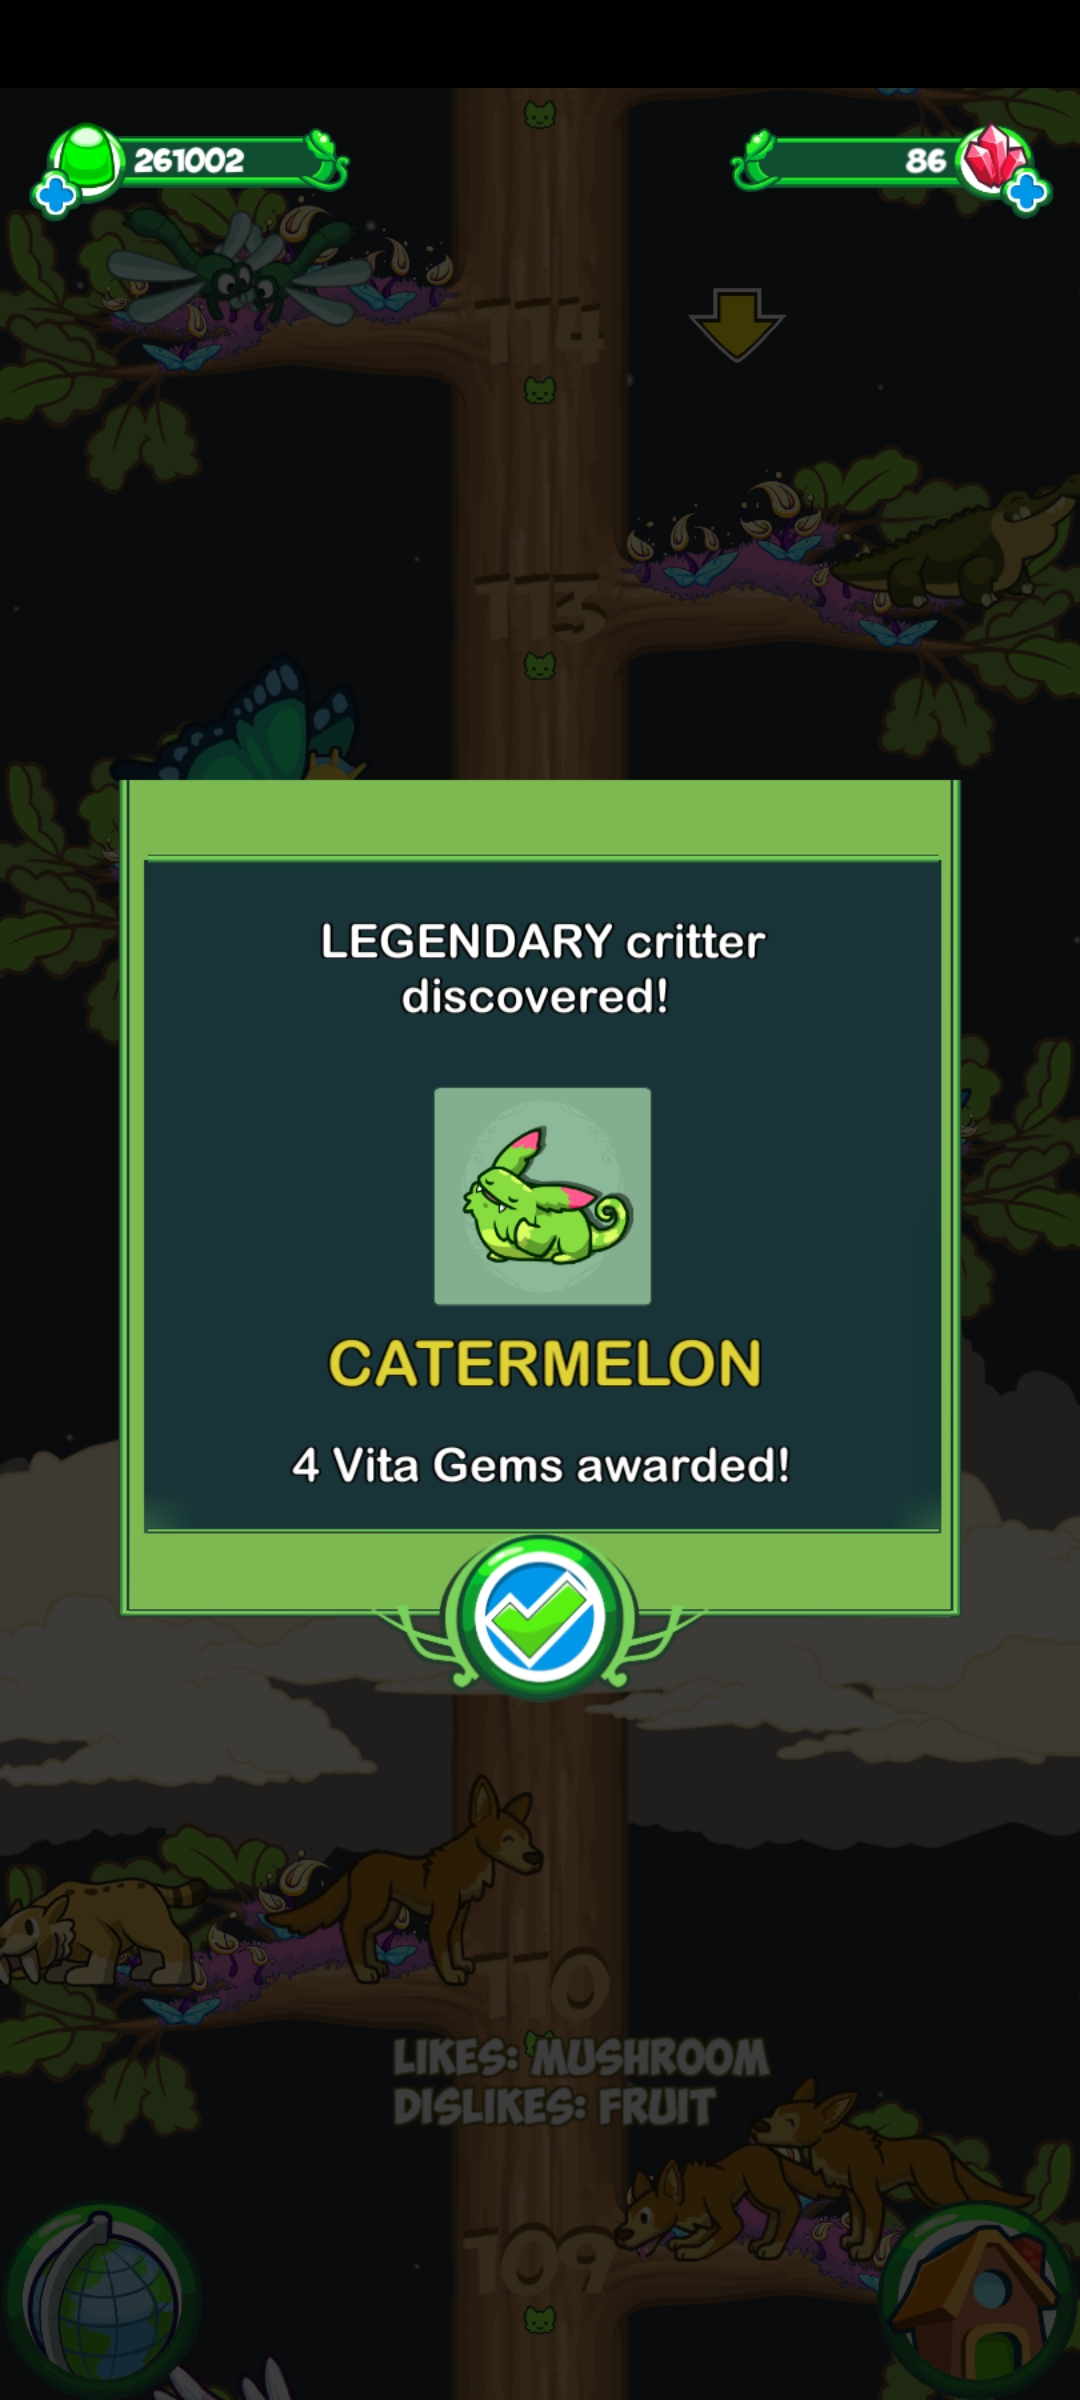 261002
86
114
113
LEGENDARY critter
discovered!
CATERMELON
4 Vita Gems awarded!
110
LIKES: MUSHROOM
DISLIKES: FRUIT
109